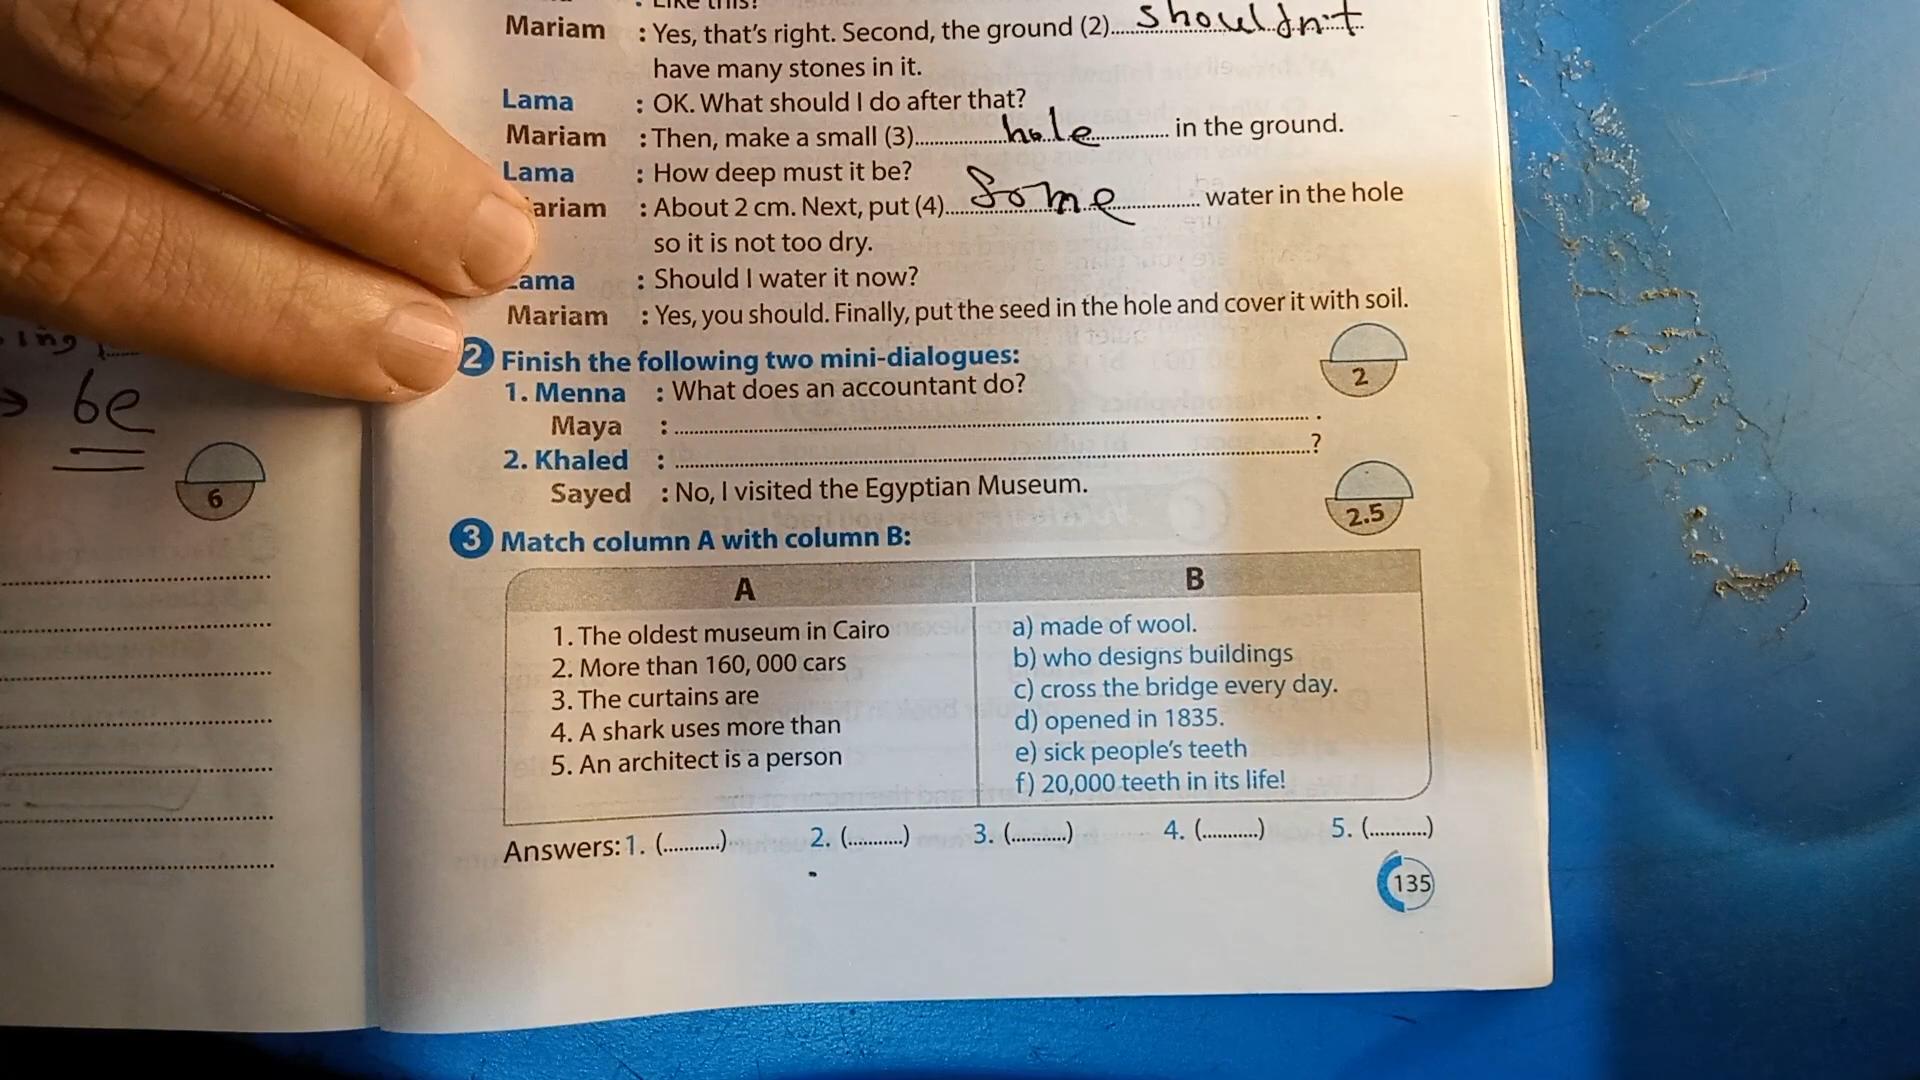 : Like this?
Mariam : Yes, that's right. Second, the ground (2)........shouldn't
have many stones in it.
Lama : OK. What should I do after that?
Mariam : Then, make a small (3)........hole........ in the ground.
Lama : How deep must it be?
ariam : About 2 cm. Next, put (4)........Some........ water in the hole
so it is not too dry.
ama : Should I water it now?
Mariam : Yes, you should. Finally, put the seed in the hole and cover it with soil.
ing
→ be
6
2 Finish the following two mini-dialogues:
2
1. Menna : What does an accountant do?
Maya : ........ .
2. Khaled : ........?
Sayed : No, I visited the Egyptian Museum.
2.5
3 Match column A with column B:
A B
1. The oldest museum in Cairo a) made of wool.
2. More than 160, 000 cars b) who designs buildings
3. The curtains are c) cross the bridge every day.
4. A shark uses more than d) opened in 1835.
5. An architect is a person e) sick people's teeth
f) 20,000 teeth in its life!
Answers: 1. (..........) 2. (..........) 3. (..........) 4. (..........) 5. (..........)
135